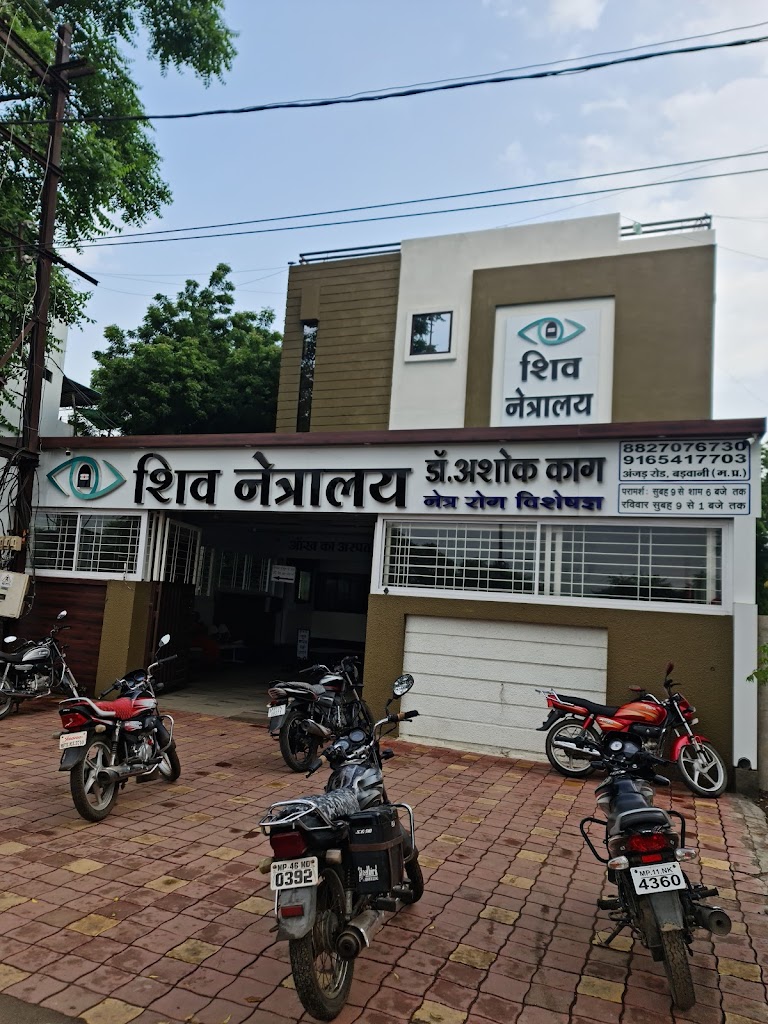 शिव
नेत्रालय
शिव नेत्रालय
डॉ.अशोक काग
नेत्र रोग विशेषज्ञ
8827076730
9165417703
अंजड़ रोड, बड़वानी (म.प्र.)
परामर्श : सुबह 9 से शाम 6 बजे तक
रविवार सुबह 9 से 1 बजे तक
MP 46 MD
0392
MP 11 NK
4360